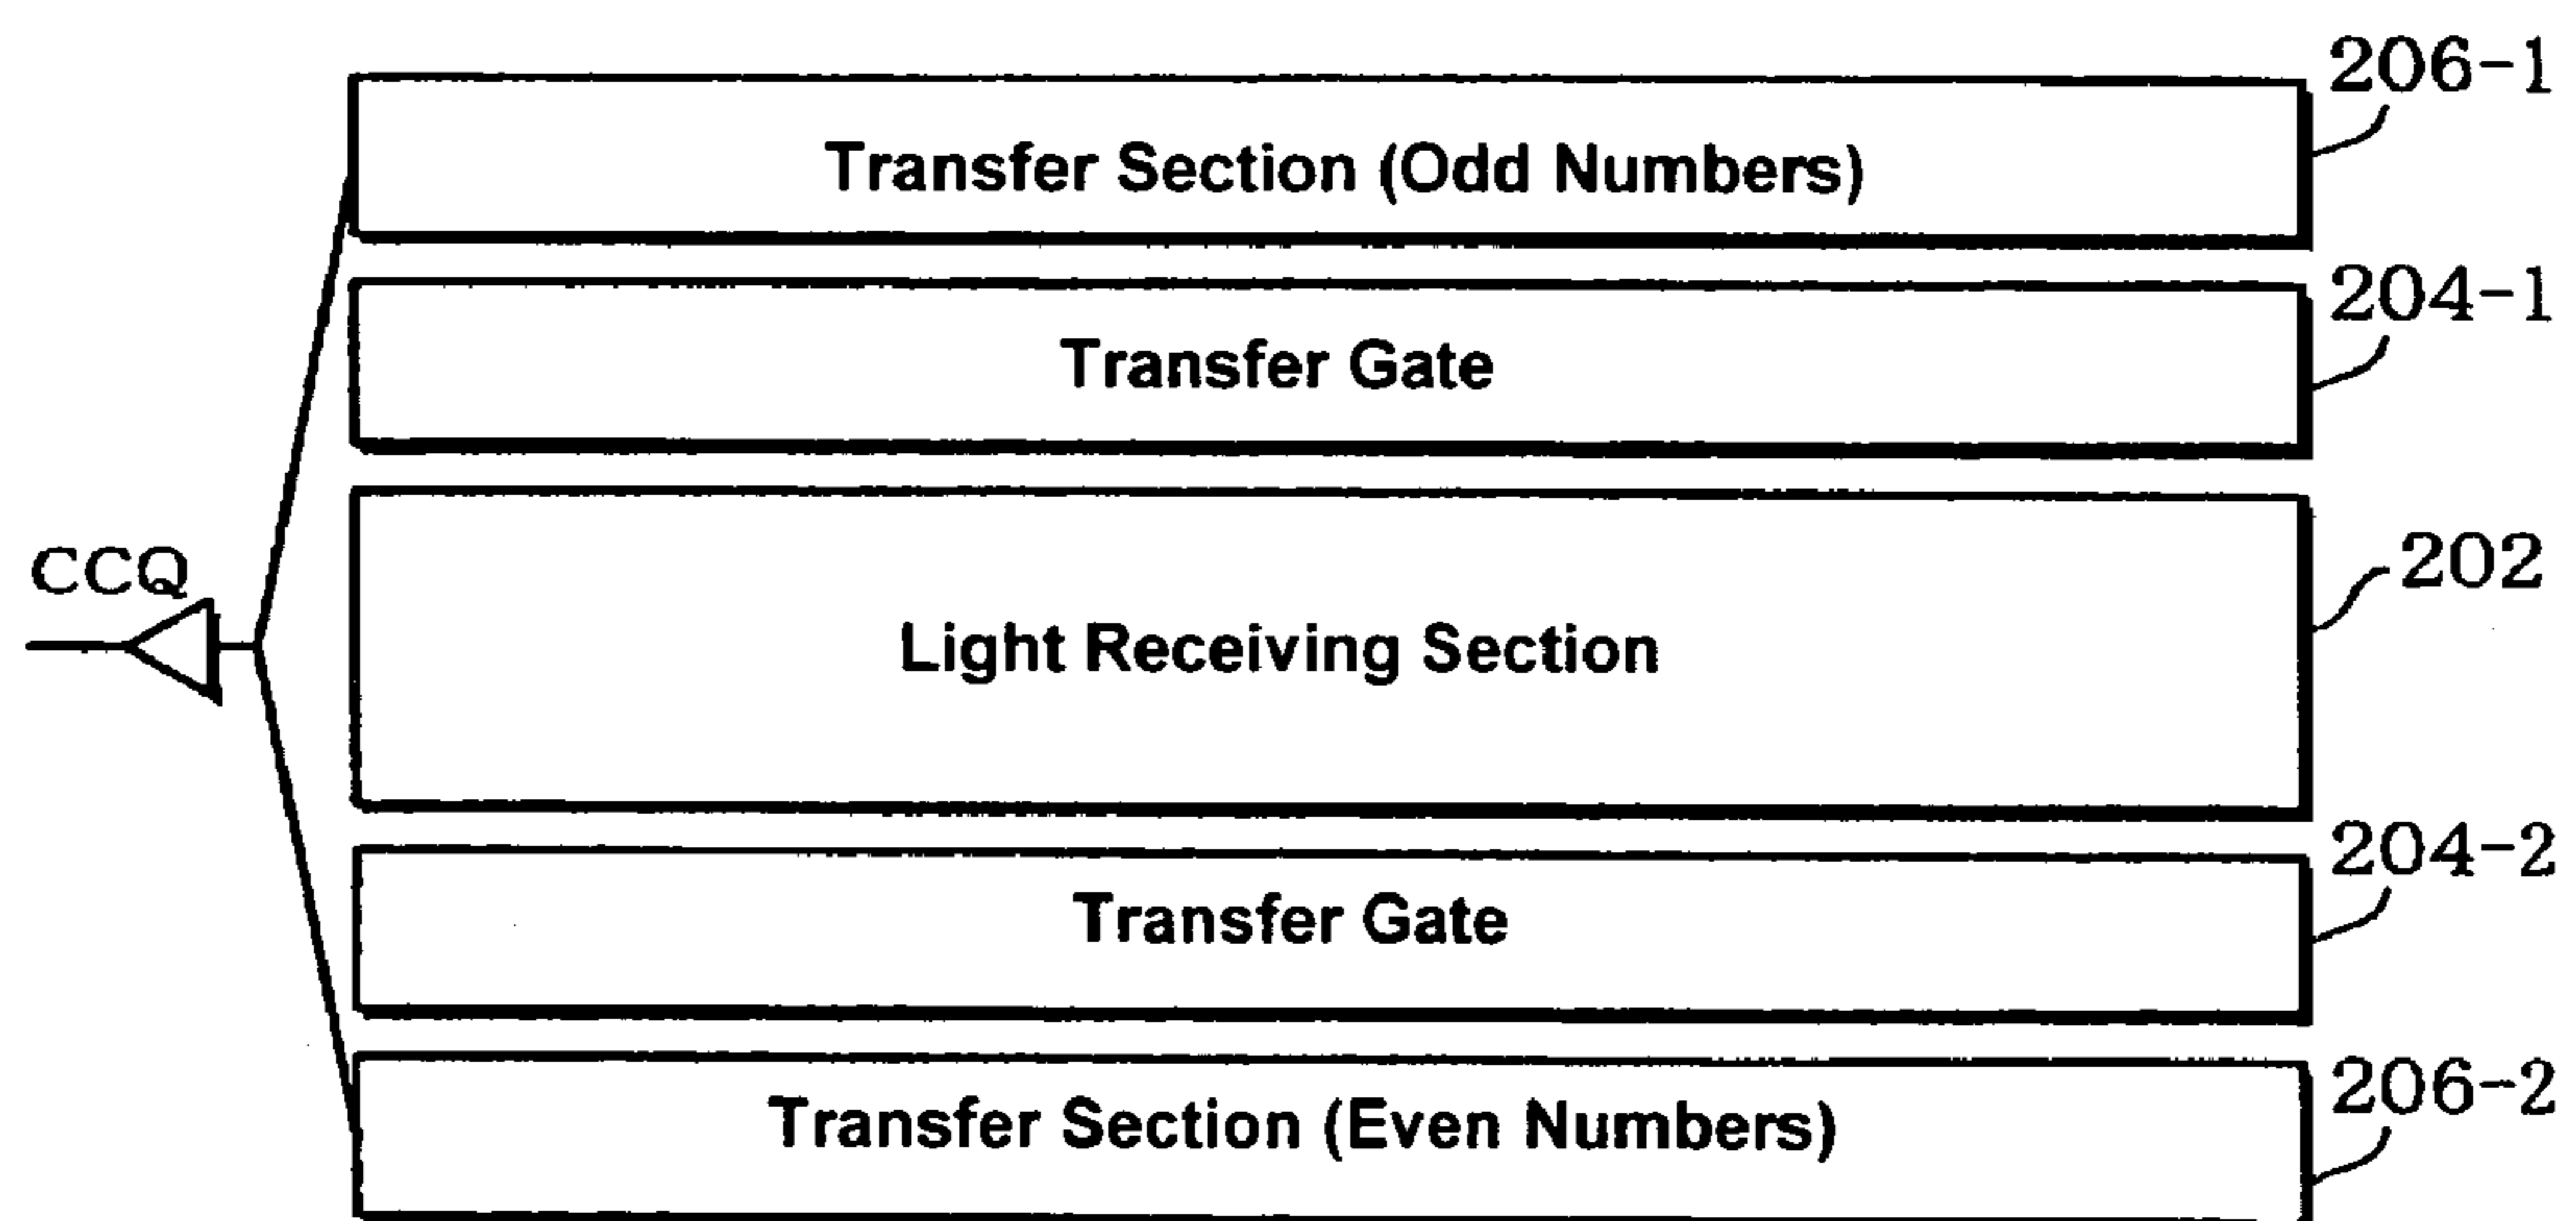 206-1
Transfer Section (Odd Numbers)
204-1
Transfer Gate
CCQ
202
Light Receiving Section
204-2
Transfer Gate
206-2
Transfer Section (Even Numbers)